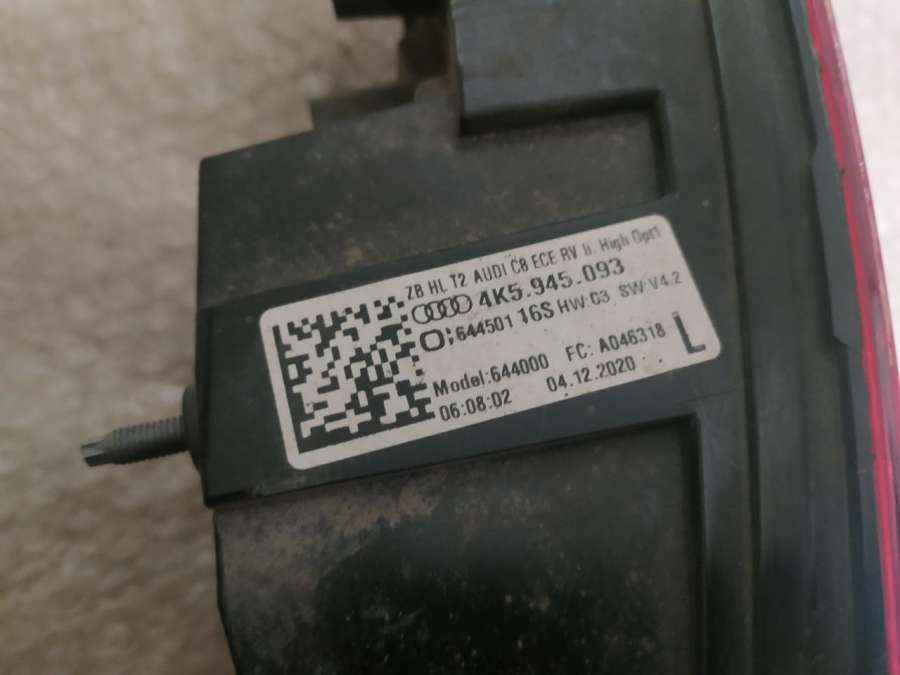 ZB HL T2 AUDI C8 ECE RV li. High Opt1
4K5.945.093
O:644501 16S HW:C3 SW:V4.2
Model:644000 FC: A046318 L
06:08:02 04.12.2020